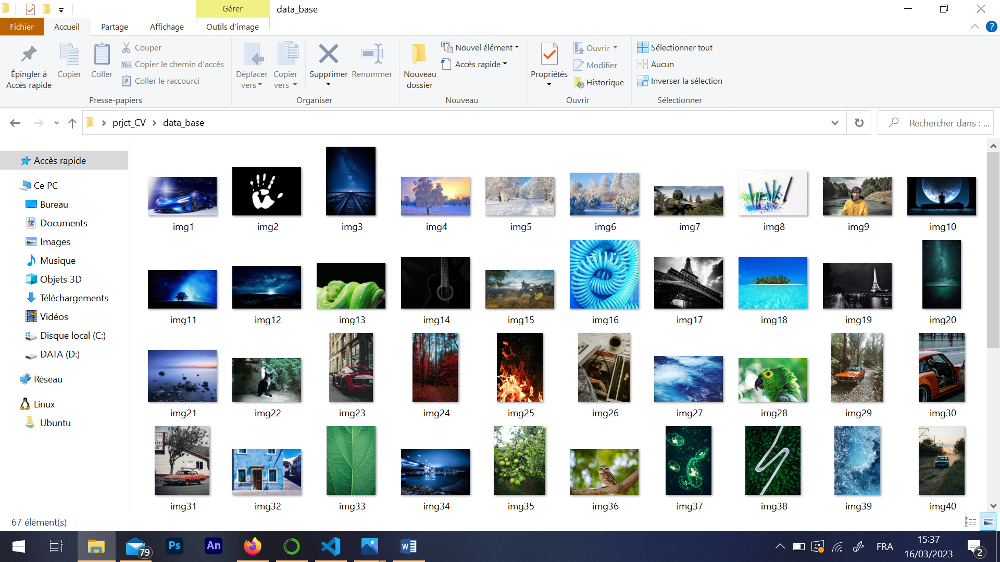 Gérer
data_base
Fichier
Accueil
Partage
Affichage
Outils d'image
Épingler à
Accès rapide
Copier
Coller
Couper
Copier le chemin d'accès
Coller le raccourci
Presse-papiers
Déplacer
vers
Copier
vers
Supprimer
Renommer
Organiser
Nouveau
dossier
Nouvel élément
Accès rapide
Nouveau
Propriétés
Ouvrir
Modifier
Historique
Ouvrir
Sélectionner tout
Aucun
Inverser la sélection
Sélectionner
prjct_CV
data_base
Rechercher dans : ...
Accès rapide
Ce PC
Bureau
Documents
Images
Musique
Objets 3D
Téléchargements
Vidéos
Disque local (C:)
DATA (D:)
Réseau
Linux
Ubuntu
img1
img2
img3
img4
img5
img6
img7
img8
img9
img10
img11
img12
img13
img14
img15
img16
img17
img18
img19
img20
img21
img22
img23
img24
img25
img26
img27
img28
img29
img30
img31
img32
img33
img34
img35
img36
img37
img38
img39
img40
67 élément(s)
79
Ps
An
W
FRA
15:37
16/03/2023
2